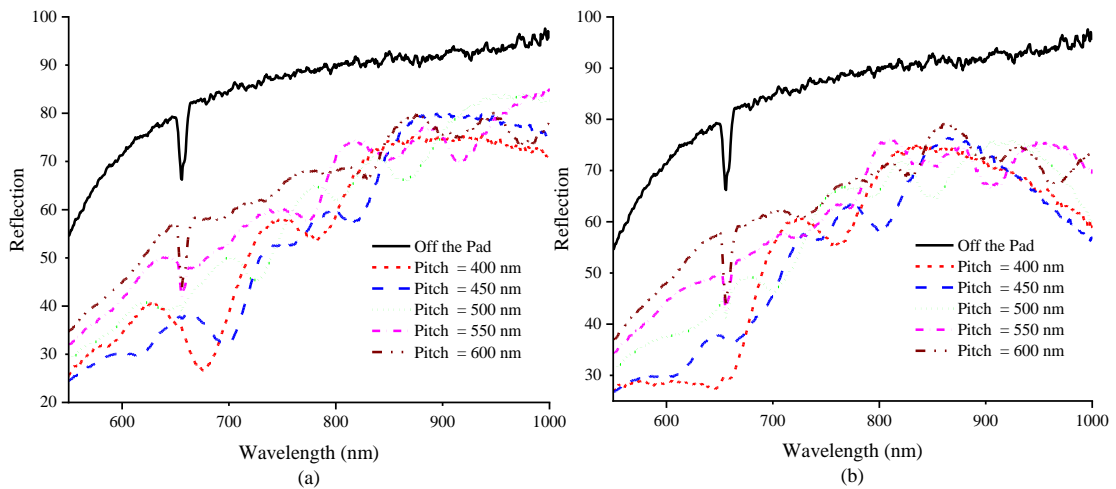 100
90
80
70
60
50
40
30
20
600
700
800
900
1000
Reflection
Wavelength (nm)
(a)
Off the Pad
Pitch = 400 nm
Pitch = 450 nm
Pitch = 500 nm
Pitch = 550 nm
Pitch = 600 nm
100
90
80
70
60
50
40
30
600
700
800
900
1000
Reflection
Wavelength (nm)
(b)
Off the Pad
Pitch = 400 nm
Pitch = 450 nm
Pitch = 500 nm
Pitch = 550 nm
Pitch = 600 nm